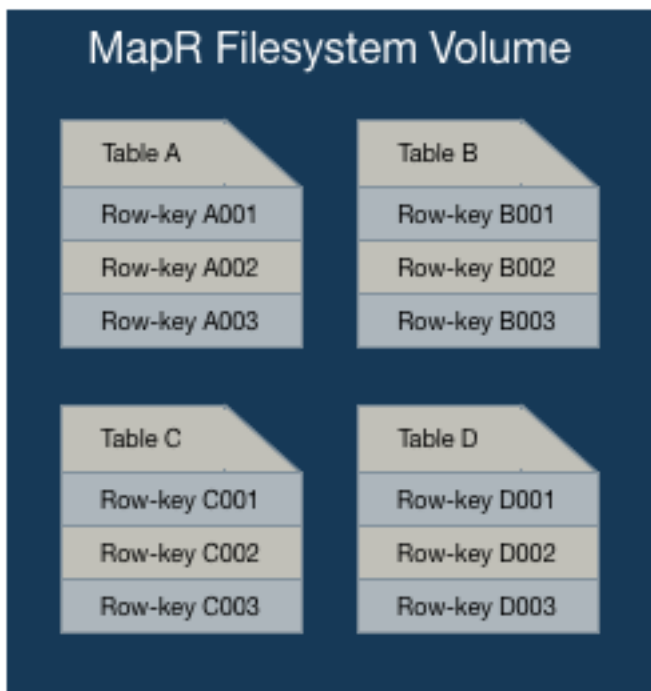 MapR Filesystem Volume
Table A
Row-key A001
Row-key A002
Row-key A003
Table B
Row-key B001
Row-key B002
Row-key B003
Table C
Row-key C001
Row-key C002
Row-key C003
Table D
Row-key D001
Row-key D002
Row-key D003